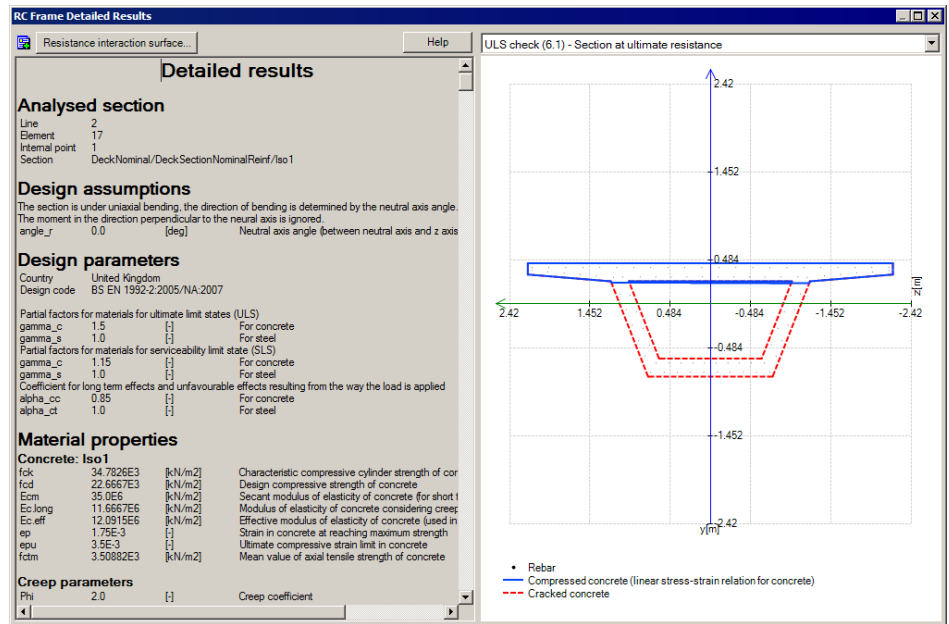 RC Frame Detailed Results
Resistance interaction surface...
Help
Detailed results
Analysed section
Line 2
Element 17
Internal point 1
Section DeckNominal/DeckSectionNominalReinf/Iso1
Design assumptions
The section is under uniaxial bending, the direction of bending is determined by the neutral axis angle.
The moment in the direction perpendicular to the neural axis is ignored.
angle_r 0.0 [deg] Neutral axis angle (between neutral axis and z axis
Design parameters
Country United Kingdom
Design code BS EN 1992-2:2005/NA:2007
Partial factors for materials for ultimate limit states (ULS)
gamma_c 1.5 [-] For concrete
gamma_s 1.0 [-] For steel
Partial factors for materials for serviceability limit state (SLS)
gamma_c 1.15 [-] For concrete
gamma_s 1.0 [-] For steel
Coefficient for long term effects and unfavourable effects resulting from the way the load is applied
alpha_cc 0.85 [-] For concrete
alpha_ct 1.0 [-] For steel
Material properties
Concrete: Iso1
fck 34.7826E3 [kN/m2] Characteristic compressive cylinder strength of cor
fcd 22.6667E3 [kN/m2] Design compressive strength of concrete
Ecm 35.0E6 [kN/m2] Secant modulus of elasticity of concrete (for short t
Ec.long 11.6667E6 [kN/m2] Modulus of elasticity of concrete considering creep
Ec.eff 12.0915E6 [kN/m2] Effective modulus of elasticity of concrete (used in
ep 1.75E-3 [-] Strain in concrete at reaching maximum strength
epu 3.5E-3 [-] Ultimate compressive strain limit in concrete
fctm 3.50882E3 [kN/m2] Mean value of axial tensile strength of concrete
Creep parameters
Phi 2.0 [-] Creep coefficient
ULS check (6.1) - Section at ultimate resistance
2.42
1.452
0.484
z[m]
2.42 1.452 0.484 -0.484 -1.452 -2.42
-0.484
-1.452
-2.42
y[m]
Rebar
Compressed concrete (linear stress-strain relation for concrete)
Cracked concrete